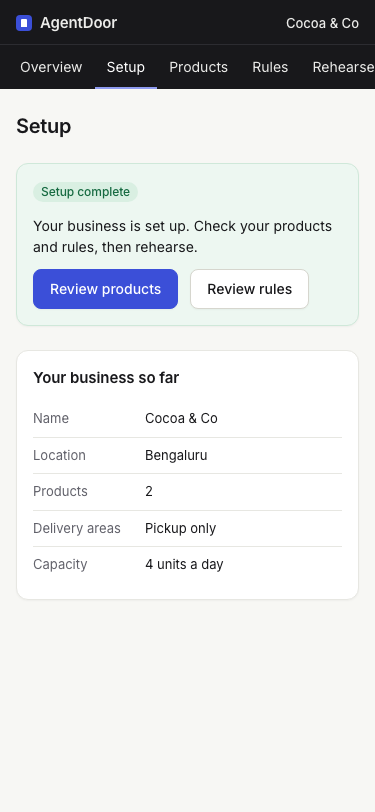 AgentDoor
Cocoa & Co
Overview Setup Products Rules Rehearse
Setup
Setup complete
Your business is set up. Check your products
and rules, then rehearse.
Review products Review rules
Your business so far
Name Cocoa & Co
Location Bengaluru
Products 2
Delivery areas Pickup only
Capacity 4 units a day